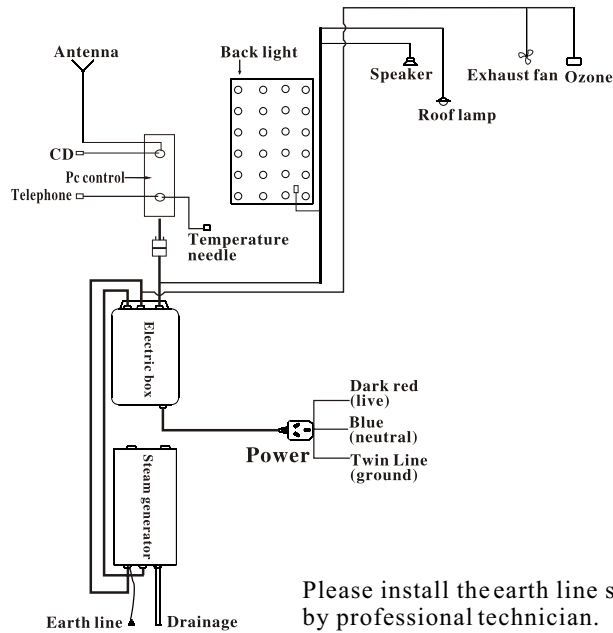 Antenna
Back light
Speaker
Exhaust fan
Ozone
Roof lamp
CD
Pc control
Telephone
Temperature
needle
Electric box
Dark red
(live)
Blue
(neutral)
Power
Twin Line
(ground)
Steam generator
Please install the earth line
by professional technician.
Earth line
Drainage